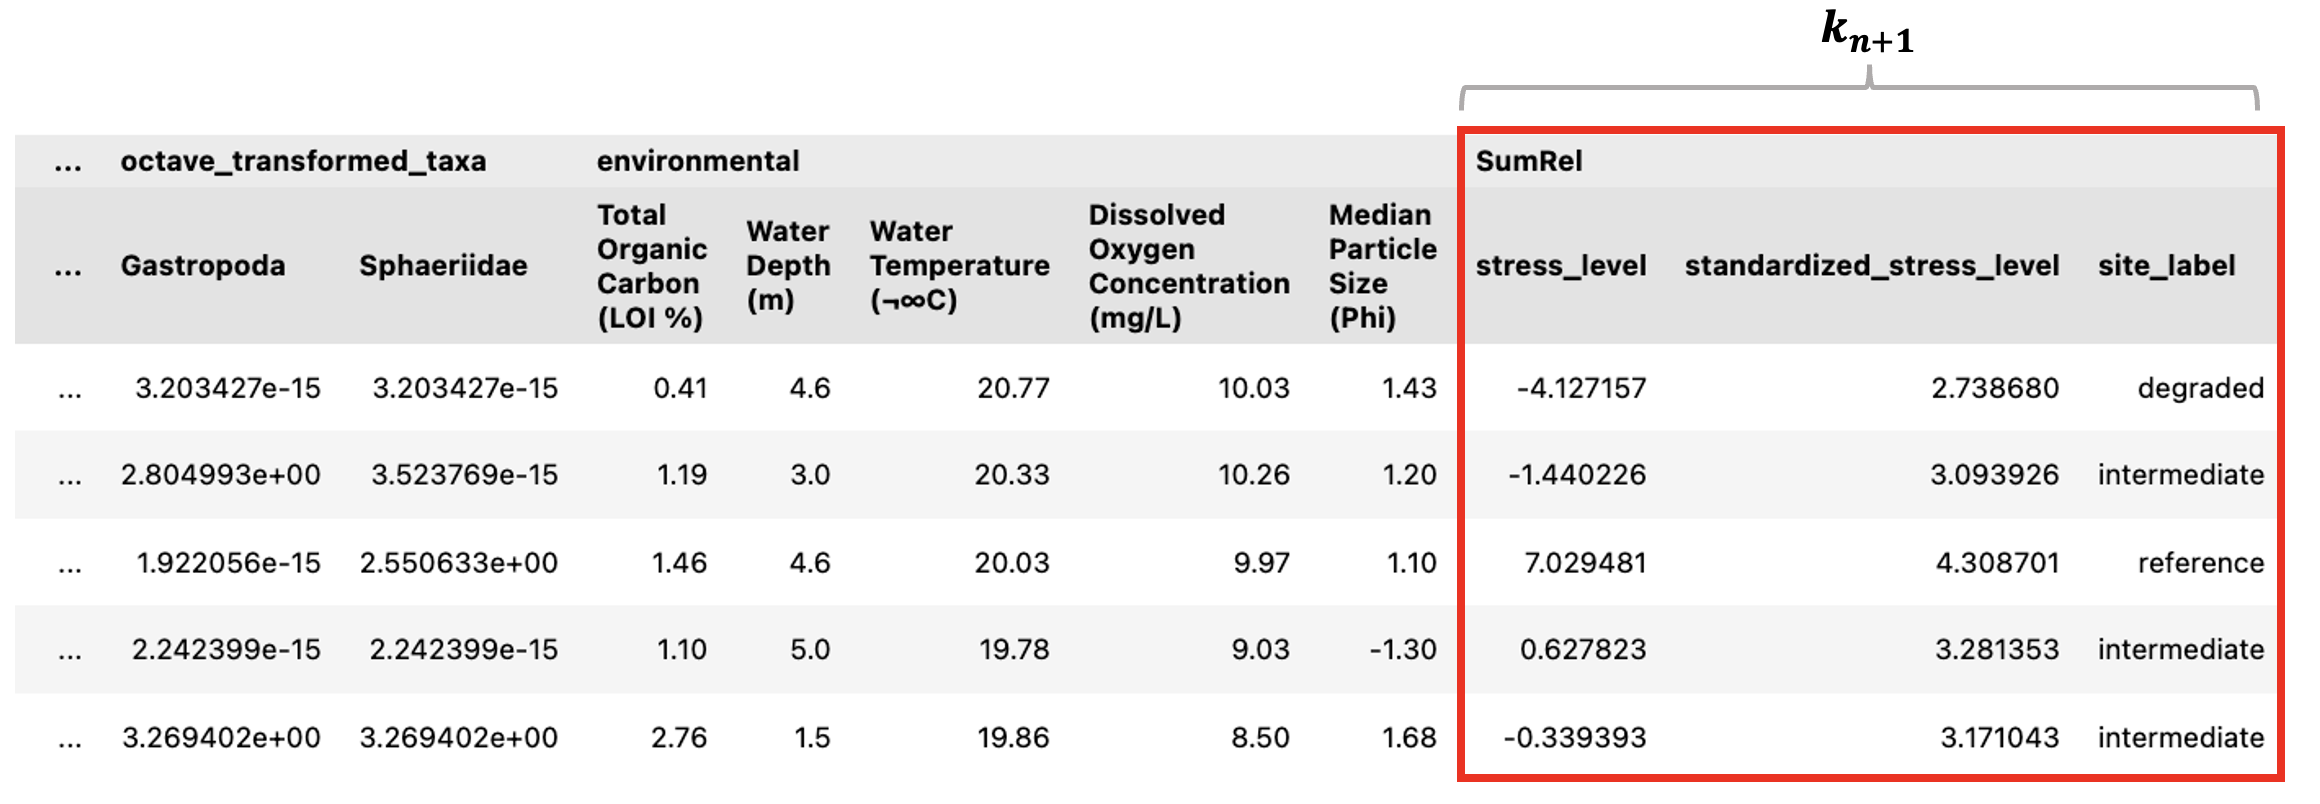 k_{n+1}
... octave_transformed_taxa environmental SumRel
... Gastropoda Sphaeriidae Total Organic Carbon (LOI %) Water Depth (m) Water Temperature (¬∞C) Dissolved Oxygen Concentration (mg/L) Median Particle Size (Phi) stress_level standardized_stress_level site_label
... 3.203427e-15 3.203427e-15 0.41 4.6 20.77 10.03 1.43 -4.127157 2.738680 degraded
... 2.804993e+00 3.523769e-15 1.19 3.0 20.33 10.26 1.20 -1.440226 3.093926 intermediate
... 1.922056e-15 2.550633e+00 1.46 4.6 20.03 9.97 1.10 7.029481 4.308701 reference
... 2.242399e-15 2.242399e-15 1.10 5.0 19.78 9.03 -1.30 0.627823 3.281353 intermediate
... 3.269402e+00 3.269402e+00 2.76 1.5 19.86 8.50 1.68 -0.339393 3.171043 intermediate